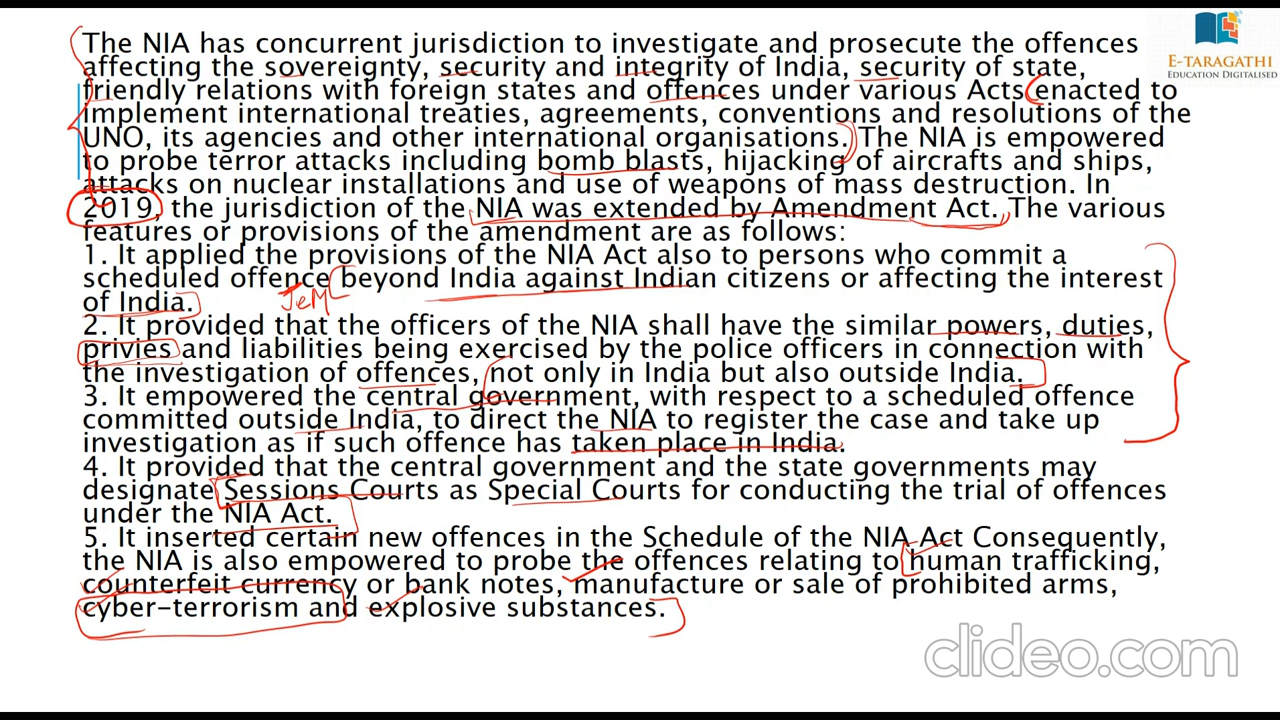 The NIA has concurrent jurisdiction to investigate and prosecute the offences
affecting the sovereignty, security and integrity of India, security of state,
friendly relations with foreign states and offences under various Acts enacted to
implement international treaties, agreements, conventions and resolutions of the
UNO, its agencies and other international organisations. The NIA is empowered
to probe terror attacks including bomb blasts, hijacking of aircrafts and ships,
attacks on nuclear installations and use of weapons of mass destruction. In
2019, the jurisdiction of the NIA was extended by Amendment Act. The various
features or provisions of the amendment are as follows:
1. It applied the provisions of the NIA Act also to persons who commit a
scheduled offence beyond India against Indian citizens or affecting the interest
of India.
JeM
2. It provided that the officers of the NIA shall have the similar powers, duties,
privies and liabilities being exercised by the police officers in connection with
the investigation of offences, not only in India but also outside India.
3. It empowered the central government, with respect to a scheduled offence
committed outside India, to direct the NIA to register the case and take up
investigation as if such offence has taken place in India.
4. It provided that the central government and the state governments may
designate Sessions Courts as Special Courts for conducting the trial of offences
under the NIA Act.
5. It inserted certain new offences in the Schedule of the NIA Act Consequently,
the NIA is also empowered to probe the offences relating to human trafficking,
counterfeit currency or bank notes, manufacture or sale of prohibited arms,
cyber-terrorism and explosive substances.
E-TARAGATHI
EDUCATION DIGITALISED
clideo.com